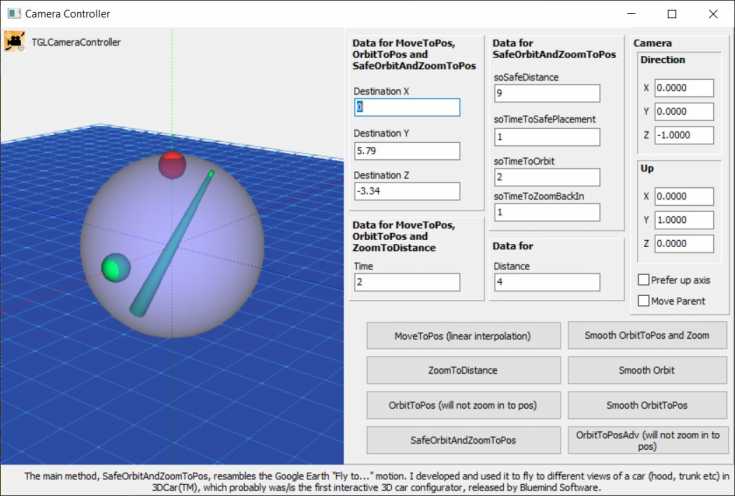 Camera Controller
TGLCameraController
Data for MoveToPos,
OrbitToPos and
SafeOrbitAndZoomToPos
Destination X
0
Destination Y
5.79
Destination Z
-3.34
Data for MoveToPos,
OrbitToPos and
ZoomToDistance
Time
2
Data for
SafeOrbitAndZoomToPos
soSafeDistance
9
soTimeToSafePlacement
1
soTimeToOrbit
2
soTimeToZoomBackIn
1
Data for
Distance
4
Camera
Direction
X 0.0000
Y 0.0000
Z -1.0000
Up
X 0.0000
Y 1.0000
Z 0.0000
Prefer up axis
Move Parent
MoveToPos (linear interpolation)
Smooth OrbitToPos and Zoom
ZoomToDistance
Smooth Orbit
OrbitToPos (will not zoom in to pos)
Smooth OrbitToPos
SafeOrbitAndZoomToPos
OrbitToPosAdv (will not zoom in to
pos)
The main method, SafeOrbitAndZoomToPos, resambles the Google Earth "Fly to..." motion. I developed and used it to fly to different views of a car (hood, trunk etc) in
3DCar(TM), which probably was/is the first interactive 3D car configurator, released by Bluemind Software.